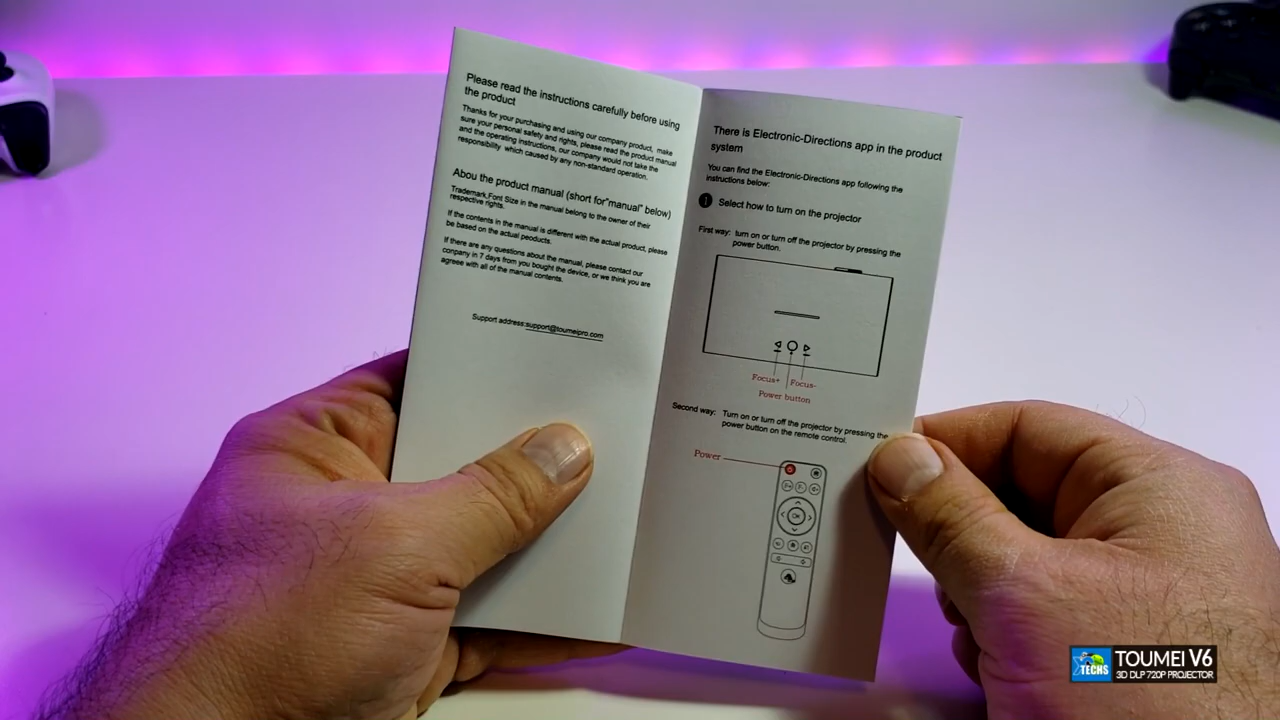 Please read the instructions carefully before using
the product
Thanks for your purchasing and using our company product, make
sure your personal safety and rights, please read the product manual
and the operating instructions, our company would not take the
responsibility which caused by any non-standard operation.
Abou the product manual (short for"manual" below)
Trademark,Font Size in the manual belong to the owner of their
respective rights.
If the contents in the manual is different with the actual product, please
be based on the actual peoducts.
If there are any questions about the manual, please contact our
conpany in 7 days from you bought the device, or we think you are
agreee with all of the manual contents.
Support address:support@toumeipro.com
There is Electronic-Directions app in the product
system
You can find the Electronic-Directions app following the
instructions below:
1 Select how to turn on the projector
First way: turn on or turn off the projector by pressing the
power button.
Focus+ Focus-
Power button
Second way: Turn on or turn off the projector by pressing the
power button on the remote control.
Power
OK
TECHS
TOUMEI V6
3D DLP 720P PROJECTOR